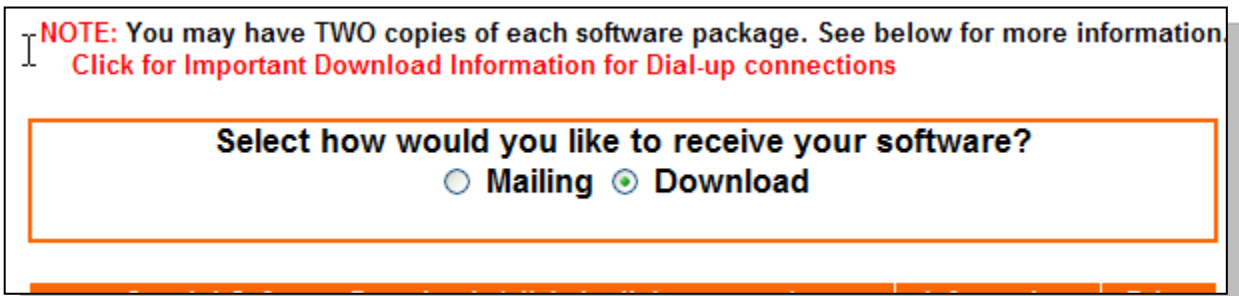 NOTE: You may have TWO copies of each software package. See below for more information.
Click for Important Download Information for Dial-up connections
Select how would you like to receive your software?
Mailing Download